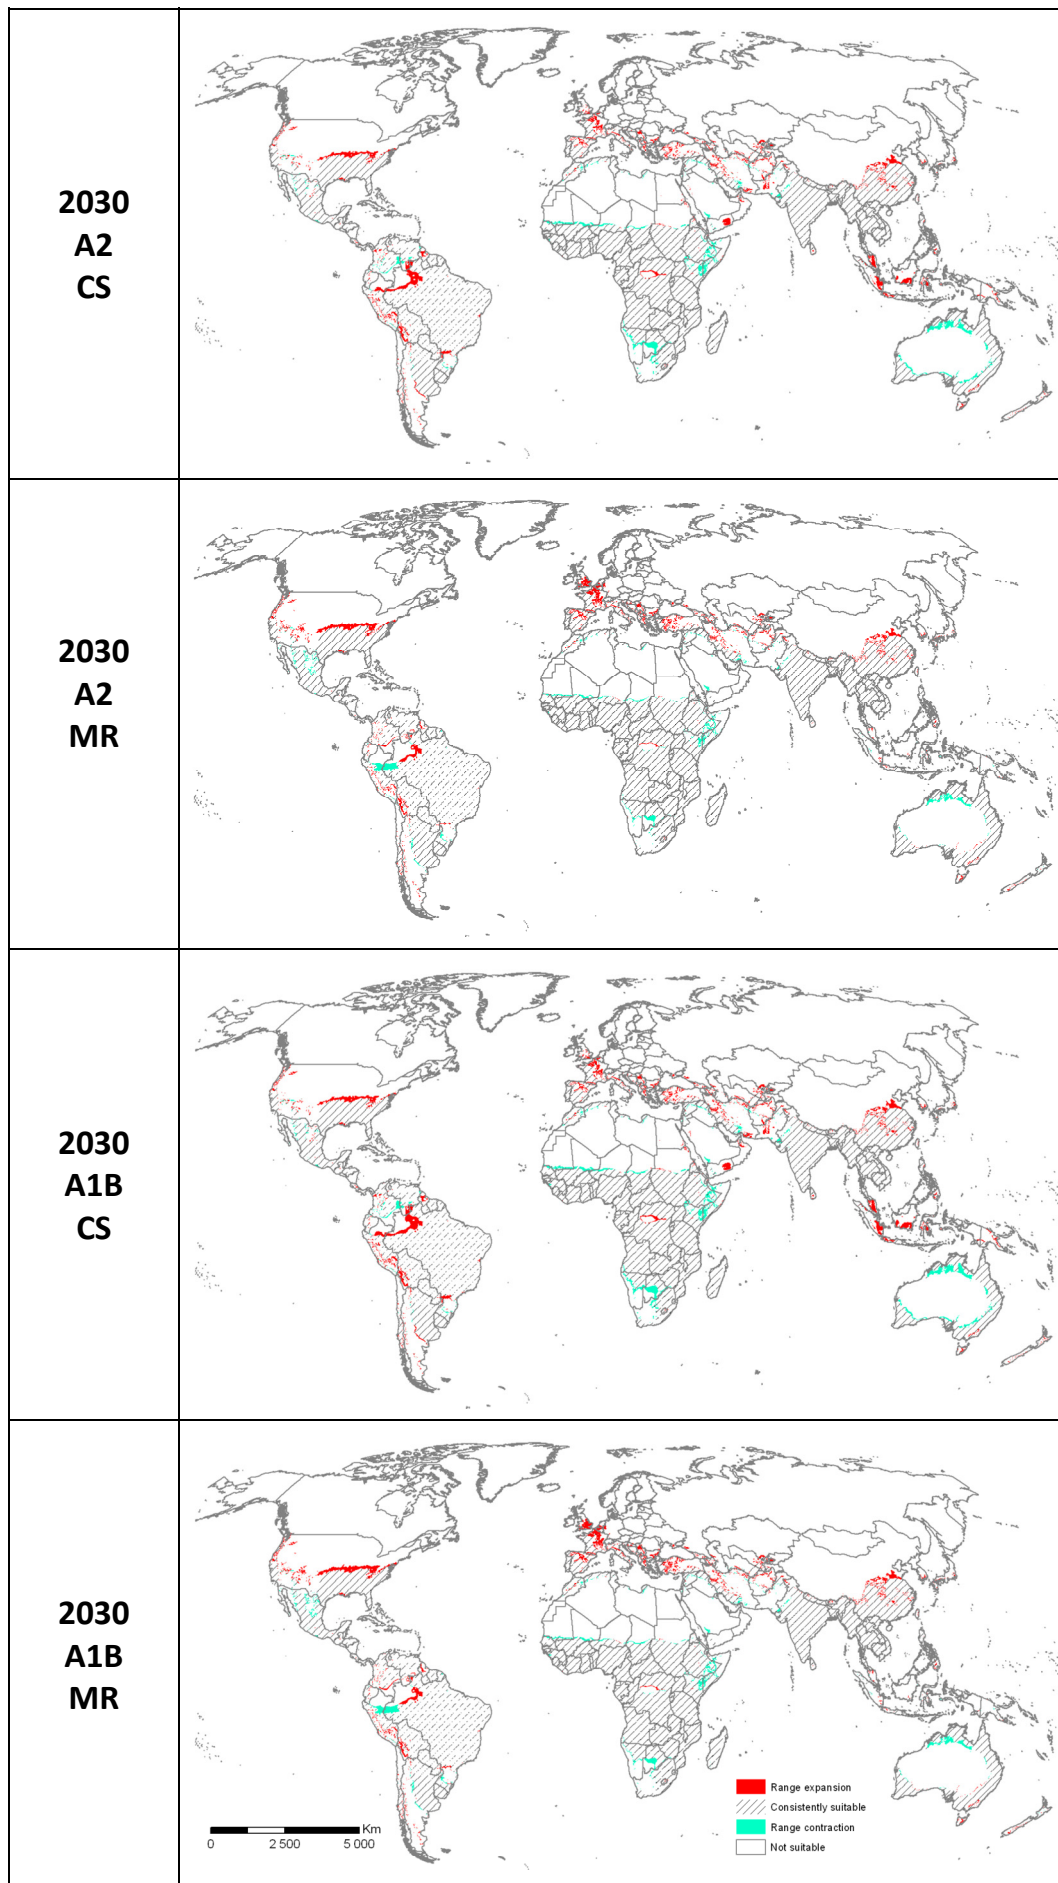 2030
A2
CS
2030
A2
MR
2030
A1B
CS
2030
A1B
MR
Range expansion
Consistently suitable
Range contraction
Not suitable
Km
0 2 500 5 000